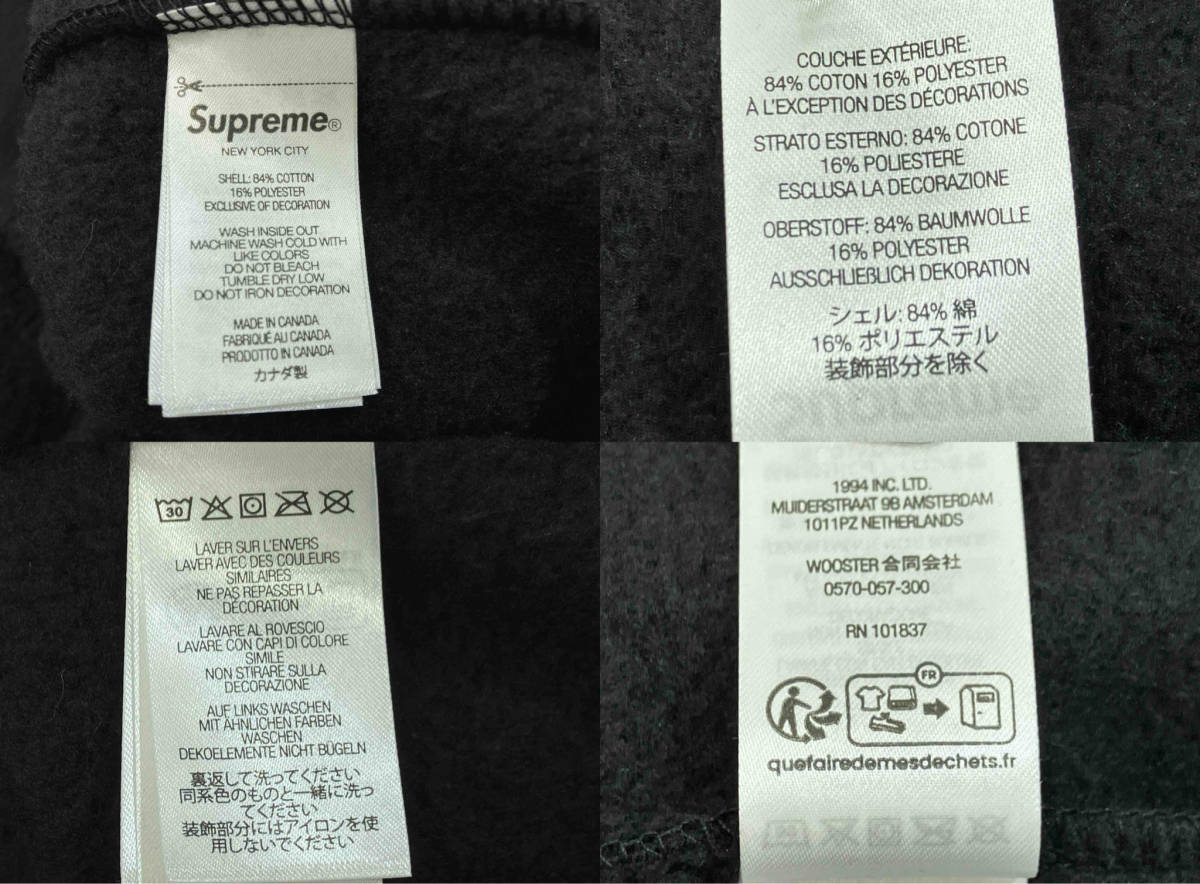 Supreme®
NEW YORK CITY
SHELL: 84% COTTON
16% POLYESTER
EXCLUSIVE OF DECORATION
WASH INSIDE OUT
MACHINE WASH COLD WITH
LIKE COLORS
DO NOT BLEACH
TUMBLE DRY LOW
DO NOT IRON DECORATION
MADE IN CANADA
FABRIQUÉ AU CANADA
PRODOTTO IN CANADA
カナダ製
COUCHE EXTÉRIEURE:
84% COTON 16% POLYESTER
À L'EXCEPTION DES DÉCORATIONS
STRATO ESTERNO: 84% COTONE
16% POLIESTERE
ESCLUSA LA DECORAZIONE
OBERSTOFF: 84% BAUMWOLLE
16% POLYESTER
AUSSCHLIEßLICH DEKORATION
シェル: 84% 綿
16% ポリエステル
装飾部分を除く
30
LAVER SUR L'ENVERS
LAVER AVEC DES COULEURS
SIMILAIRES
NE PAS REPASSER LA
DÉCORATION
LAVARE AL ROVESCIO
LAVARE CON CAPI DI COLORE
SIMILE
NON STIRARE SULLA
DECORAZIONE
AUF LINKS WASCHEN
MIT ÄHNLICHEN FARBEN
WASCHEN
DEKOELEMENTE NICHT BÜGELN
裏返して洗ってください
同系色のものと一緒に洗っ
てください
装飾部分にはアイロンを使
用しないでください
1994 INC. LTD.
MUIDERSTRAAT 9B AMSTERDAM
1011PZ NETHERLANDS
WOOSTER 合同会社
0570-057-300
RN 101837
FR
quefairedemesdechets.fr